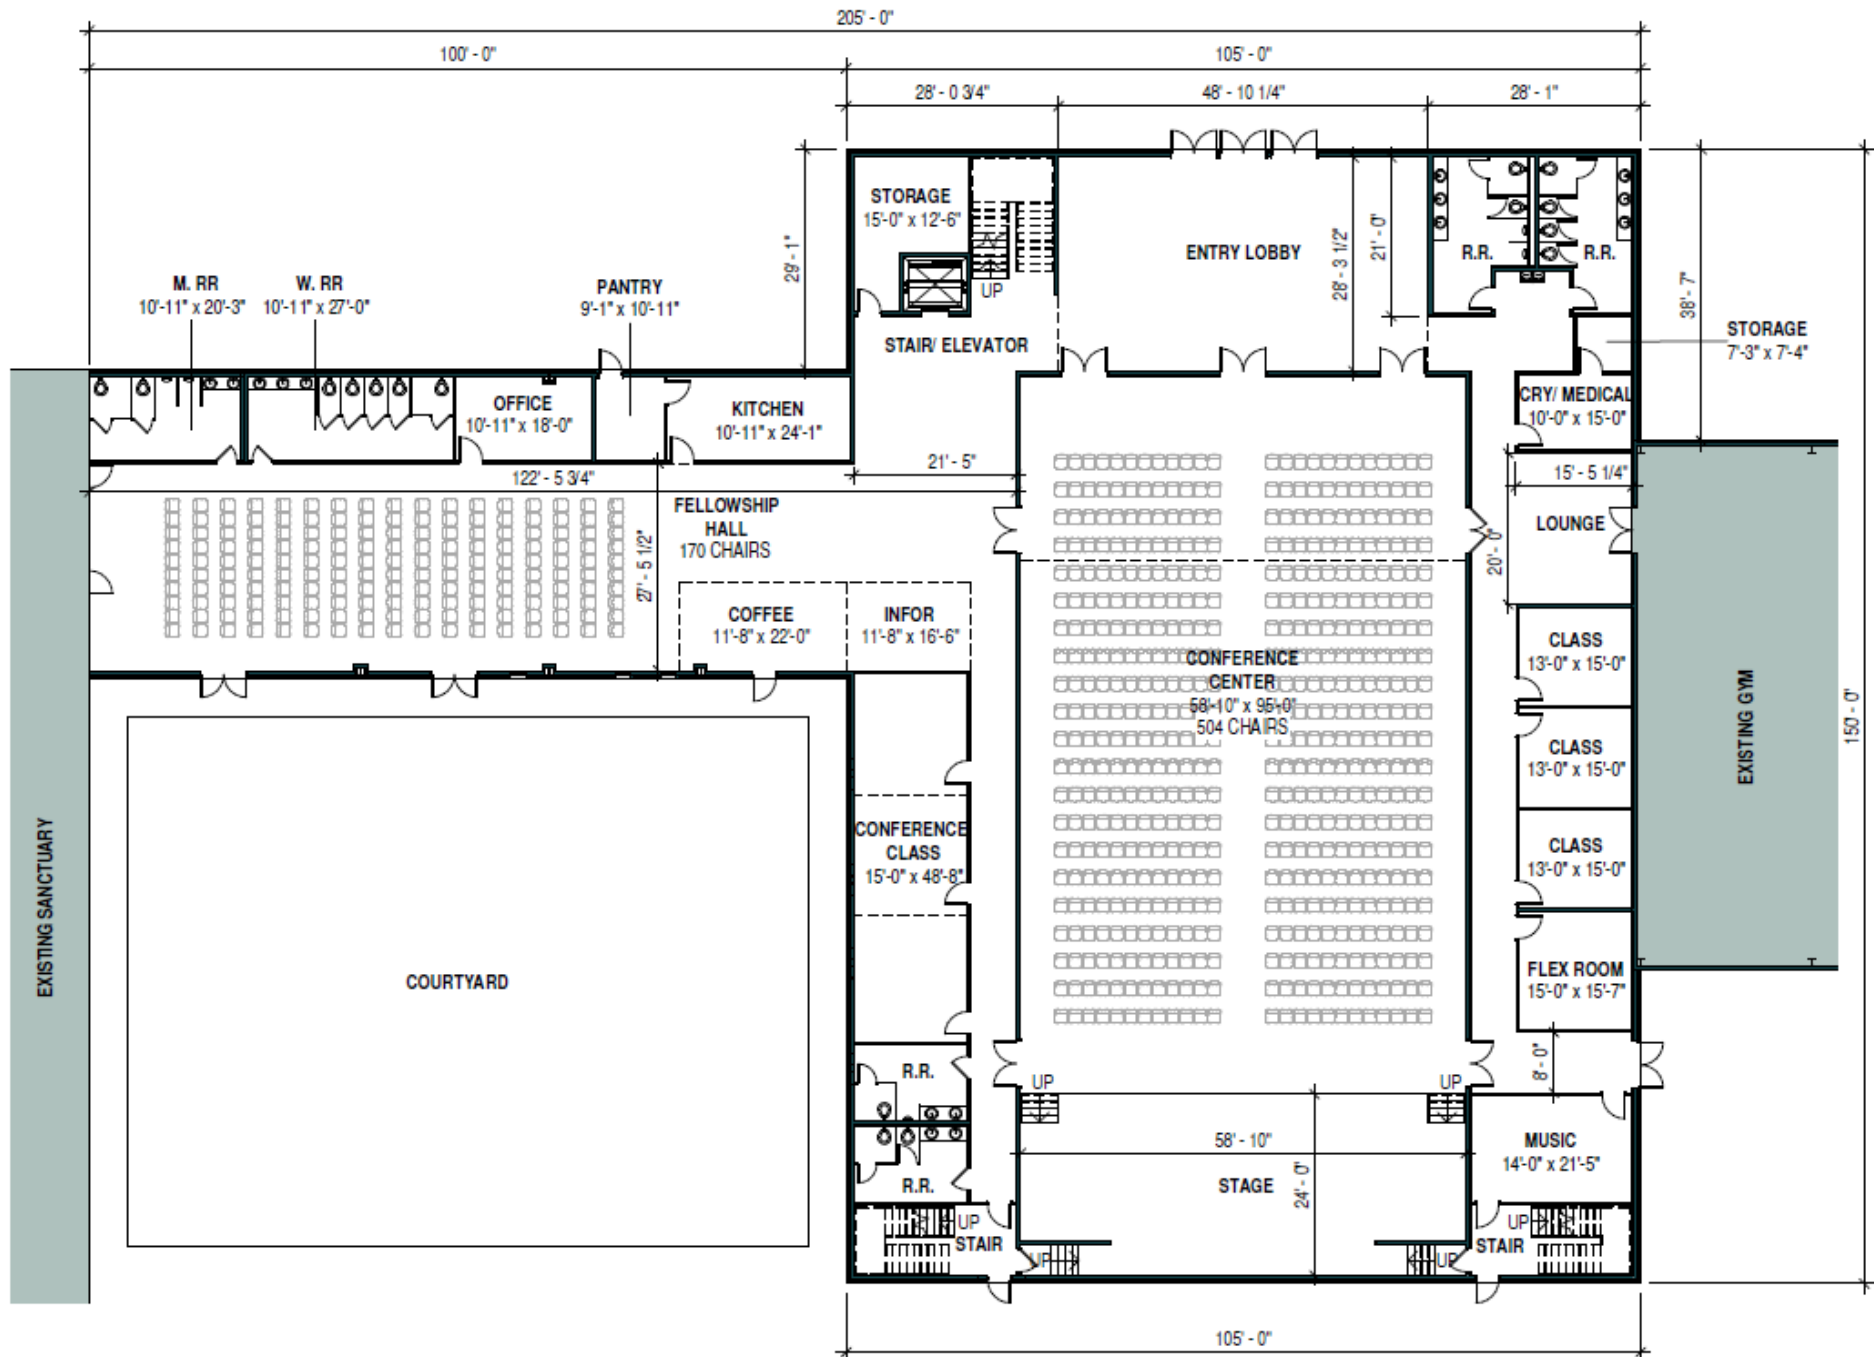 205' - 0"
100' - 0"
105' - 0"
28' - 0 3/4"
48' - 10 1/4"
28' - 1"
STORAGE
15'-0" x 12'-6"
UP
29' - 1"
ENTRY LOBBY
28' - 3 1/2"
21' - 0"
R.R.
R.R.
38' - 7"
M. RR
10'-11" x 20'-3"
W. RR
10'-11" x 27'-0"
PANTRY
9'-1" x 10'-11"
STAIR/ ELEVATOR
STORAGE
7'-3" x 7'-4"
OFFICE
10'-11" x 18'-0"
KITCHEN
10'-11" x 24'-1"
CRY/ MEDICAL
10'-0" x 15'-0"
122' - 5 3/4"
21' - 5"
15' - 5 1/4"
FELLOWSHIP
HALL
170 CHAIRS
27' - 5 1/2"
LOUNGE
20' - 0"
COFFEE
11'-8" x 22'-0"
INFOR
11'-8" x 16'-6"
CLASS
13'-0" x 15'-0"
CONFERENCE
CENTER
58'-10" x 95'-0"
504 CHAIRS
CLASS
13'-0" x 15'-0"
EXISTING GYM
150' - 0"
CONFERENCE
CLASS
15'-0" x 48'-8"
CLASS
13'-0" x 15'-0"
EXISTING SANCTUARY
COURTYARD
FLEX ROOM
15'-0" x 15'-7"
R.R.
UP
UP
8' - 0"
58' - 10"
MUSIC
14'-0" x 21'-5"
R.R.
STAGE
24' - 0"
UP
STAIR
UP
UP
UP
STAIR
105' - 0"